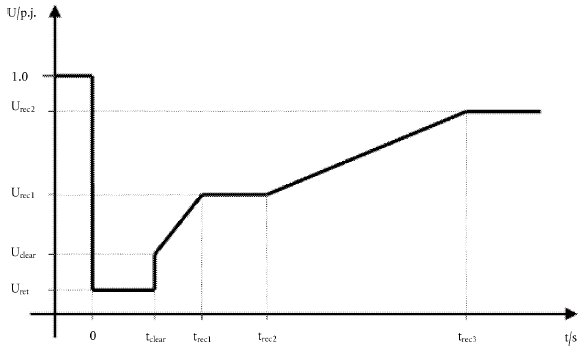 U/p.j.
1.0
Urec2
Urec1
Uclear
Uret
0 tclear trec1 trec2 trec3 t/s